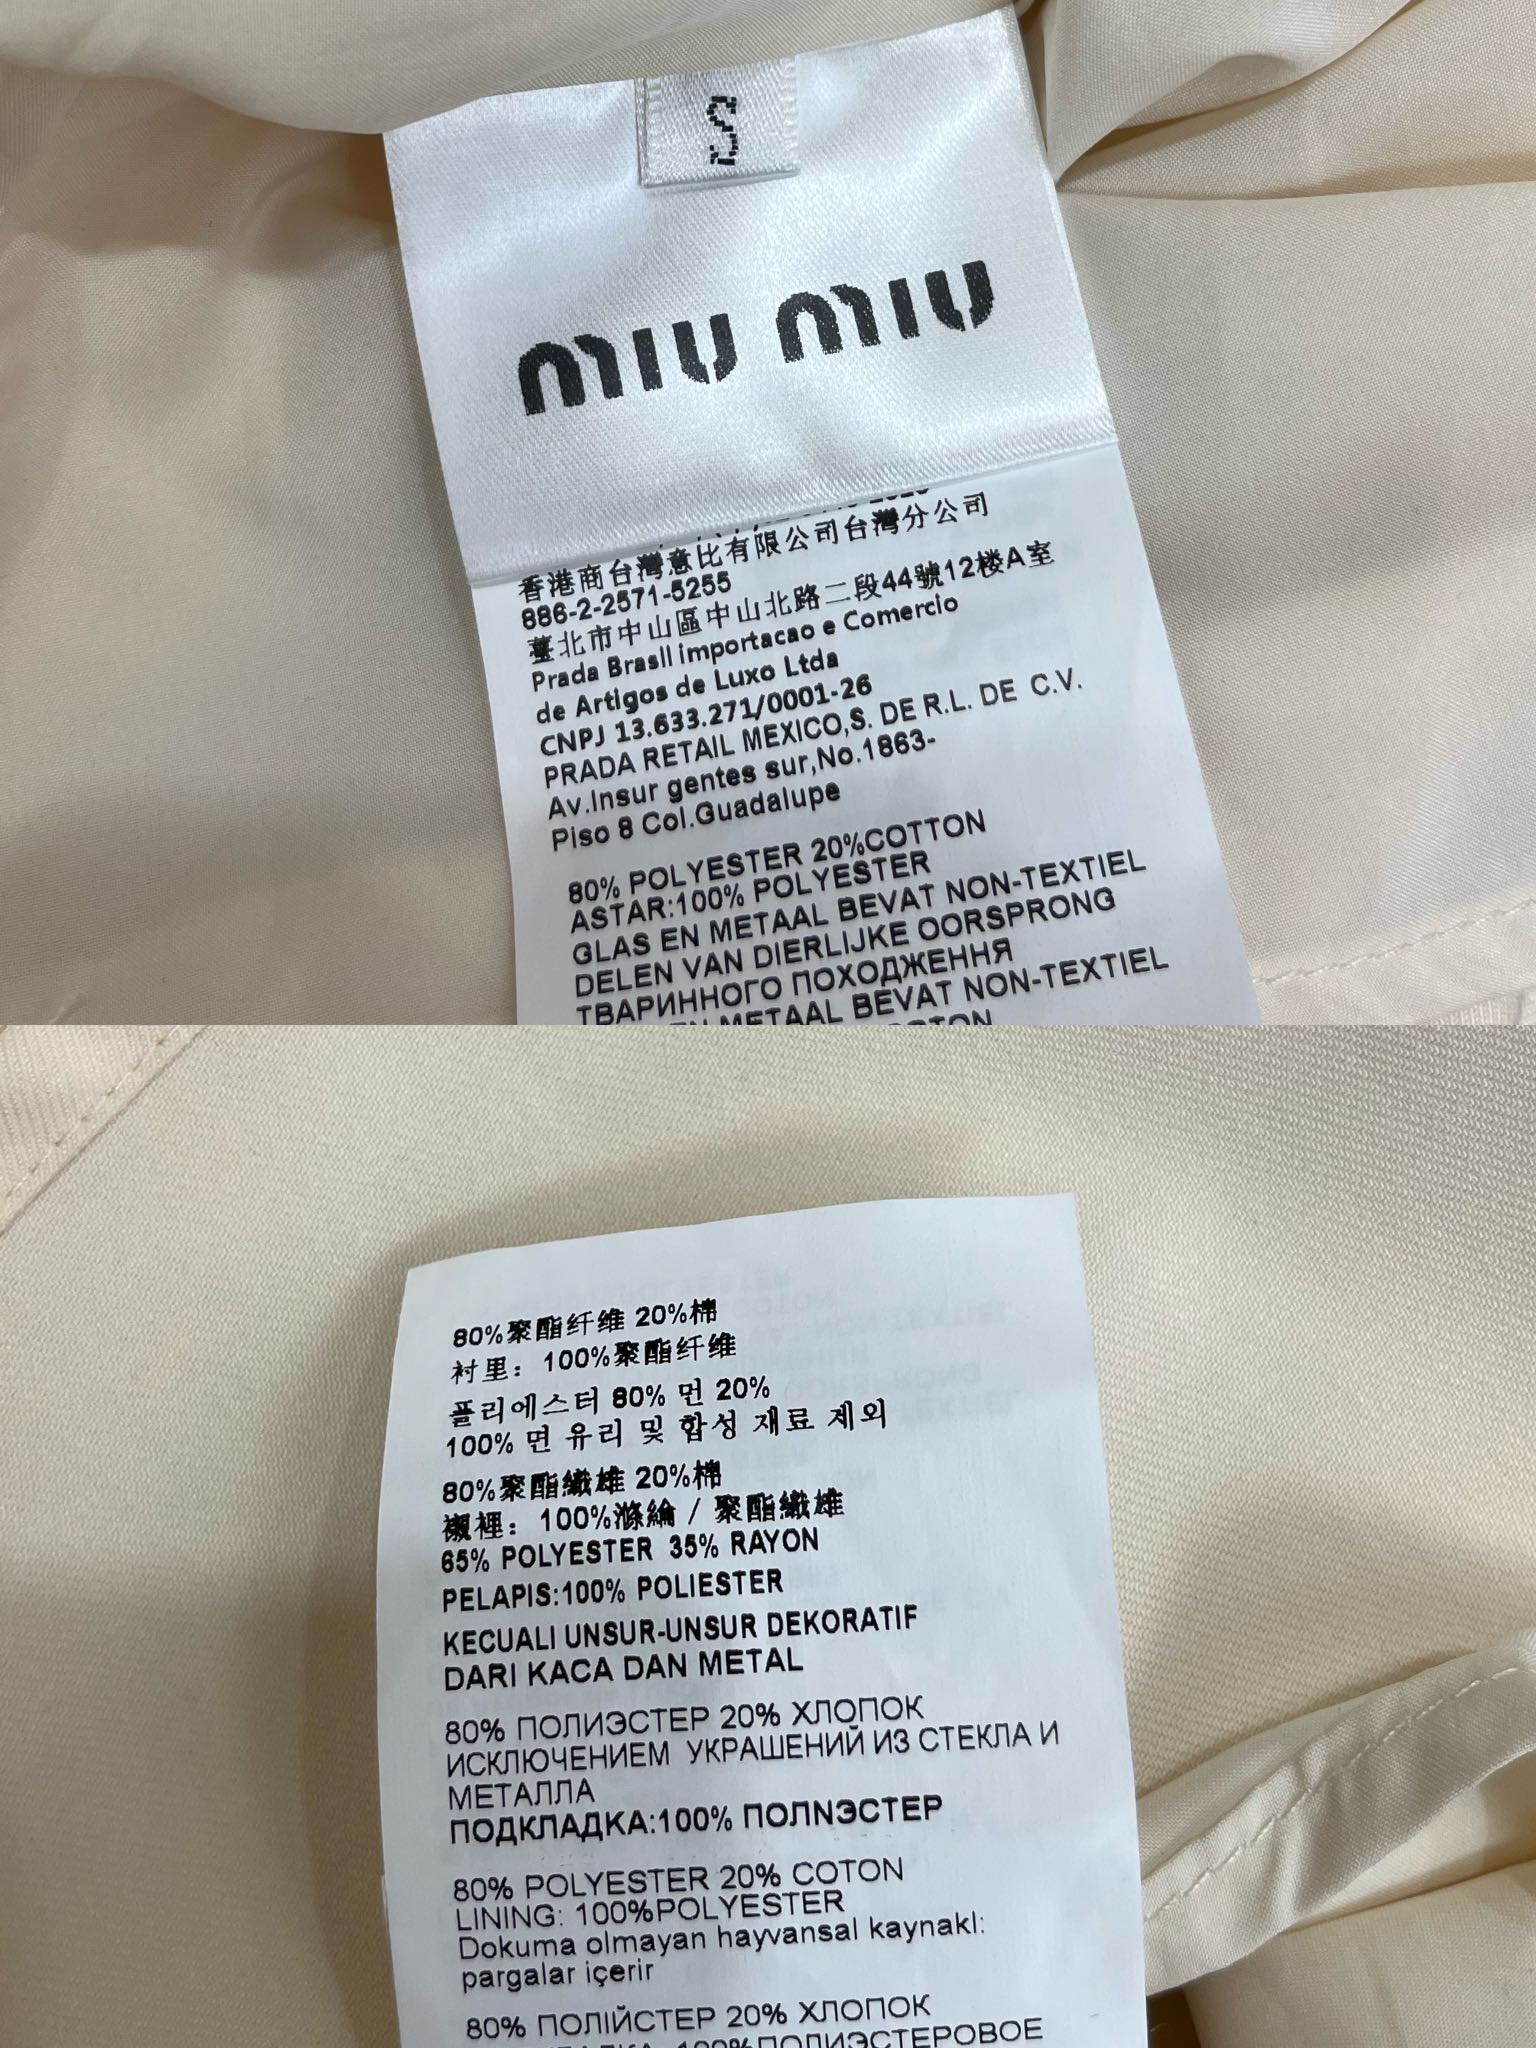 S
miu miu
香港商台灣意比有限公司台灣分公司
886-2-2571-5255
臺北市中山區中山北路二段44號12楼A室
Prada Brasll importacao e Comercio
de Artigos de Luxo Ltda
CNPJ 13.633.271/0001-26
PRADA RETAIL MEXICO,S. DE R.L. DE C.V.
Av.Insur gentes sur,No.1863-
Piso 8 Col.Guadalupe
80% POLYESTER 20%COTTON
ASTAR:100% POLYESTER
GLAS EN METAAL BEVAT NON-TEXTIEL
DELEN VAN DIERLIJKE OORSPRONG
ТВАРИННОГО ПОХОДЖЕННЯ
METAAL BEVAT NON-TEXTIEL
80%聚酯纤维 20%棉
衬里：100%聚酯纤维
폴리에스터 80% 먼 20%
100% 면 유리 및 합성 재료 제외
80%聚酯纖雄 20%棉
襯裡：100%滌綸 / 聚酯纖雄
65% POLYESTER 35% RAYON
PELAPIS:100% POLIESTER
KECUALI UNSUR-UNSUR DEKORATIF
DARI KACA DAN METAL
80% ПОЛИЭСТЕР 20% ХЛОПОК
ИСКЛЮЧЕНИЕМ УКРАШЕНИЙ ИЗ СТЕКЛА И
МЕТАЛЛА
ПОДКЛАДКА:100% ПОЛNЭСТЕР
80% POLYESTER 20% COTON
LINING: 100%POLYESTER
Dokuma olmayan hayvansal kaynakl:
pargalar içerir
80% ПОЛІЙСТЕР 20% ХЛОПОК